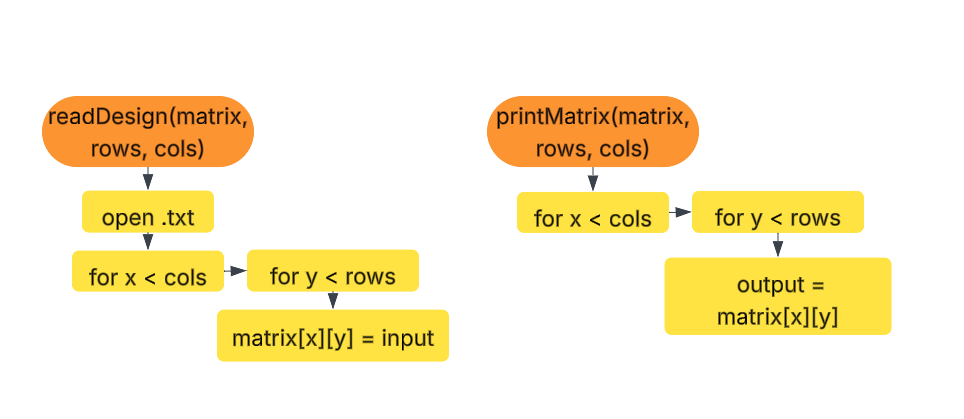 readDesign(matrix,
rows, cols)
open .txt
for x < cols
for y < rows
matrix[x][y] = input
printMatrix(matrix,
rows, cols)
for x < cols
for y < rows
output =
matrix[x][y]